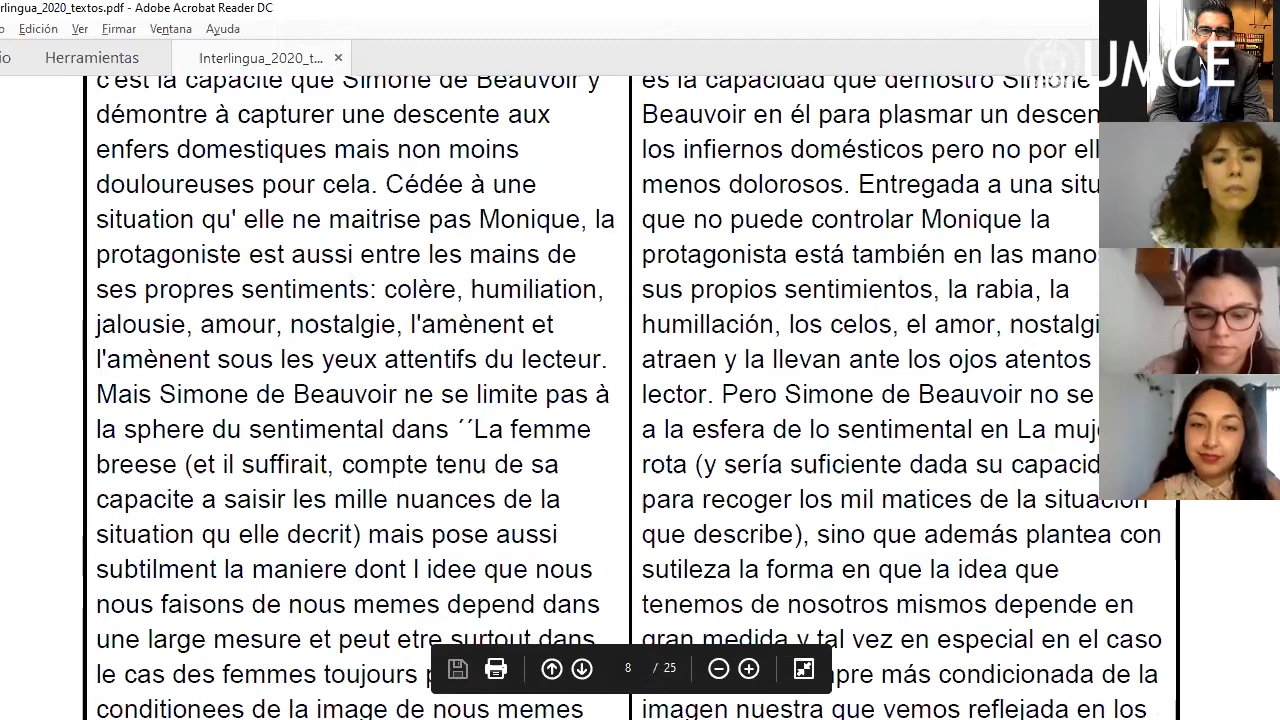 rlingua_2020_textos.pdf - Adobe Acrobat Reader DC
Edición Ver Firmar Ventana Ayuda
io Herramientas Interlingua_2020_t... ×
UMCE
c'est la capacité que Simone de Beauvoir y
démontre à capturer une descente aux
enfers domestiques mais non moins
douloureuses pour cela. Cédée à une
situation qu' elle ne maitrise pas Monique, la
protagoniste est aussi entre les mains de
ses propres sentiments: colère, humiliation,
jalousie, amour, nostalgie, l'amènent et
l'amènent sous les yeux attentifs du lecteur.
Mais Simone de Beauvoir ne se limite pas à
la sphere du sentimental dans ´´La femme
breese (et il suffirait, compte tenu de sa
capacite a saisir les mille nuances de la
situation qu elle decrit) mais pose aussi
subtilment la maniere dont l idee que nous
nous faisons de nous memes depend dans
une large mesure et peut etre surtout dans
le cas des femmes toujours
conditionees de la image de nous memes
es la capacidad que demostró Simone
Beauvoir en él para plasmar un descen
los infiernos domésticos pero no por ell
menos dolorosos. Entregada a una situ
que no puede controlar Monique la
protagonista está también en las mano
sus propios sentimientos, la rabia, la
humillación, los celos, el amor, nostalgi
atraen y la llevan ante los ojos atentos
lector. Pero Simone de Beauvoir no se
a la esfera de lo sentimental en La muj
rota (y sería suficiente dada su capacid
para recoger los mil matices de la situación
que describe), sino que además plantea con
sutileza la forma en que la idea que
tenemos de nosotros mismos depende en
gran medida y tal vez en especial en el caso
más condicionada de la
imagen nuestra que vemos reflejada en los
8 / 25